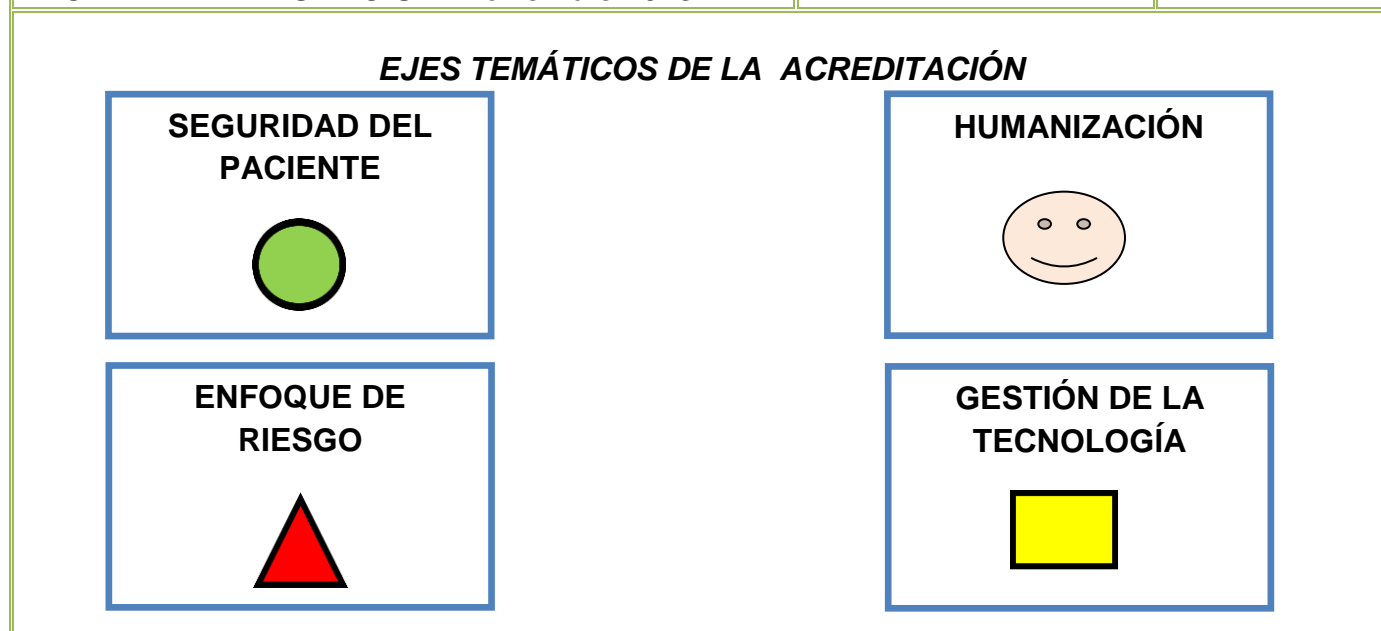 EJES TEMÁTICOS DE LA ACREDITACIÓN
SEGURIDAD DEL
PACIENTE
HUMANIZACIÓN
ENFOQUE DE
RIESGO
GESTIÓN DE LA
TECNOLOGÍA